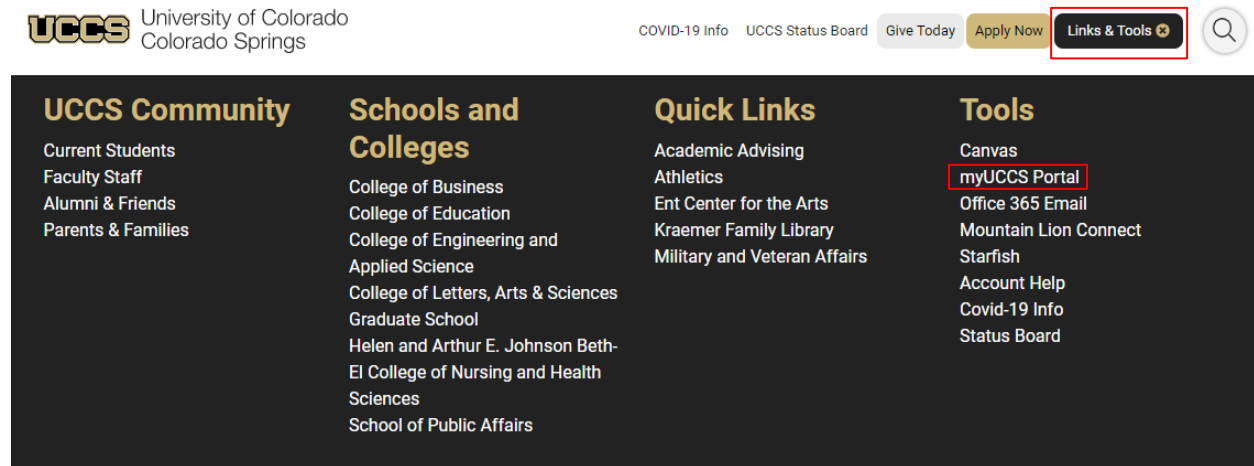 UCCS University of Colorado
Colorado Springs
COVID-19 Info UCCS Status Board Give Today Apply Now Links & Tools
UCCS Community
Current Students
Faculty Staff
Alumni & Friends
Parents & Families
Schools and
Colleges
College of Business
College of Education
College of Engineering and
Applied Science
College of Letters, Arts & Sciences
Graduate School
Helen and Arthur E. Johnson Beth-
El College of Nursing and Health
Sciences
School of Public Affairs
Quick Links
Academic Advising
Athletics
Ent Center for the Arts
Kraemer Family Library
Military and Veteran Affairs
Tools
Canvas
myUCCS Portal
Office 365 Email
Mountain Lion Connect
Starfish
Account Help
Covid-19 Info
Status Board